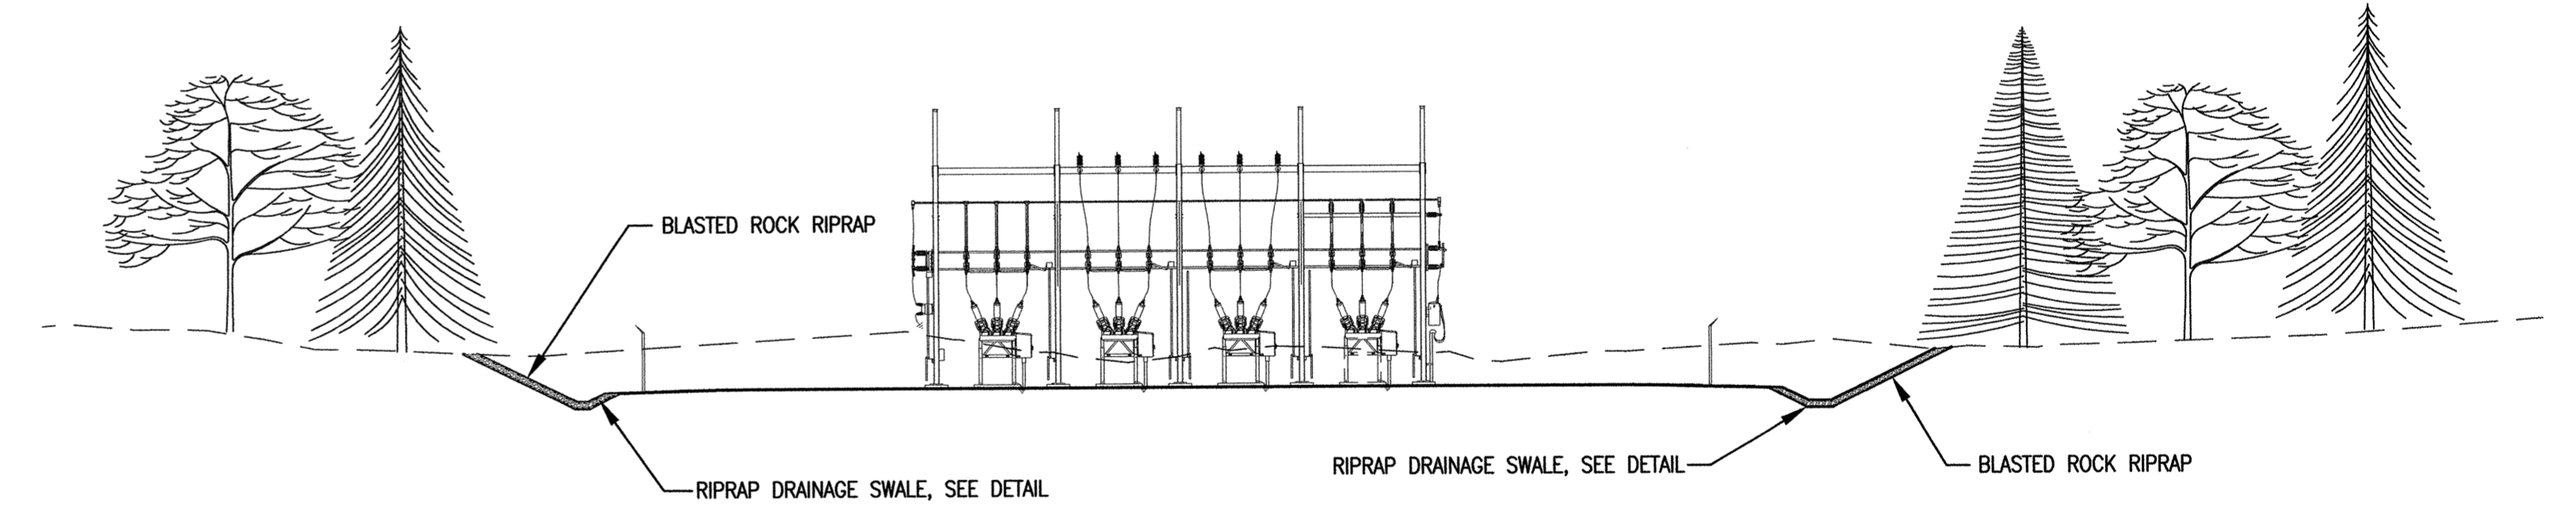 BLASTED ROCK RIPRAP
RIPRAP DRAINAGE SWALE, SEE DETAIL
RIPRAP DRAINAGE SWALE, SEE DETAIL
BLASTED ROCK RIPRAP